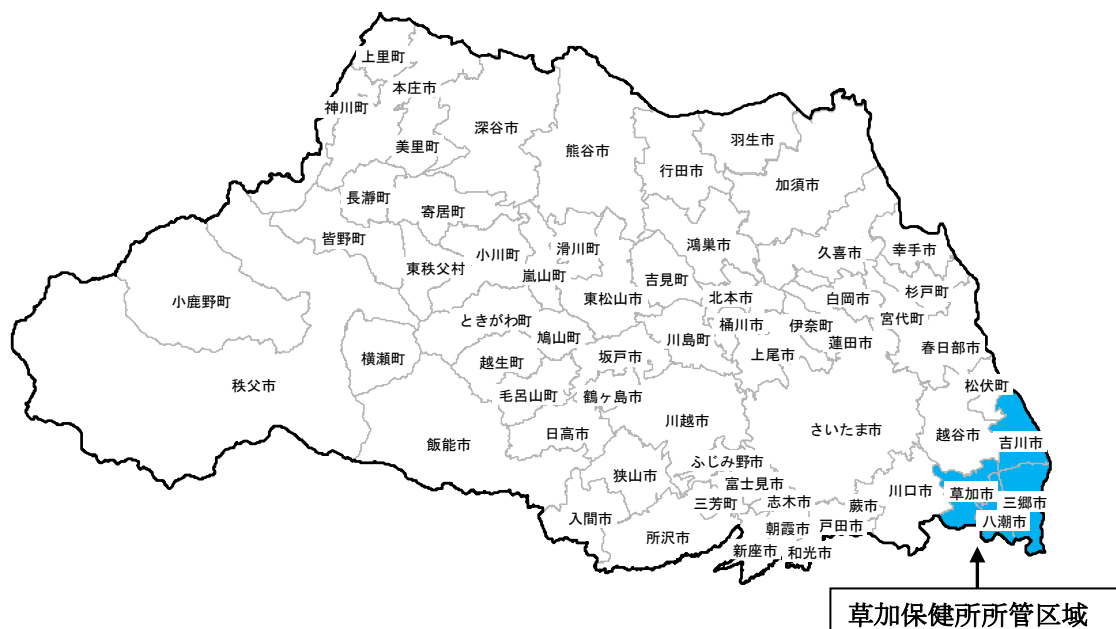 上里町
本庄市
神川町
深谷市
美里町
熊谷市
羽生市
行田市
加須市
長瀞町
寄居町
皆野町
小川町
滑川町
鴻巣市
久喜市
幸手市
東秩父村
嵐山町
吉見町
小鹿野町
東松山市
北本市
白岡市
杉戸町
ときがわ町
桶川市
伊奈町
宮代町
鳩山町
川島町
蓮田市
春日部市
横瀬町
越生町
坂戸市
上尾市
秩父市
毛呂山町
鶴ヶ島市
松伏町
川越市
さいたま市
越谷市
吉川市
飯能市
日高市
ふじみ野市
狭山市
富士見市
川口市
草加市
三郷市
三芳町
志木市
蕨市
入間市
所沢市
朝霞市
戸田市
八潮市
新座市
和光市
草加保健所所管区域